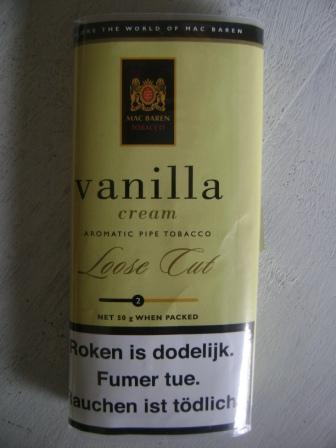 RE THE WORLD OF MAC BAREN
MAC BAREN
TOBACCO
vanilla
cream
AROMATIC PIPE TOBACCO
Loose Cut
2
NET 50 g WHEN PACKED
Roken is dodelijk.
Fumer tue.
auchen ist tödlich